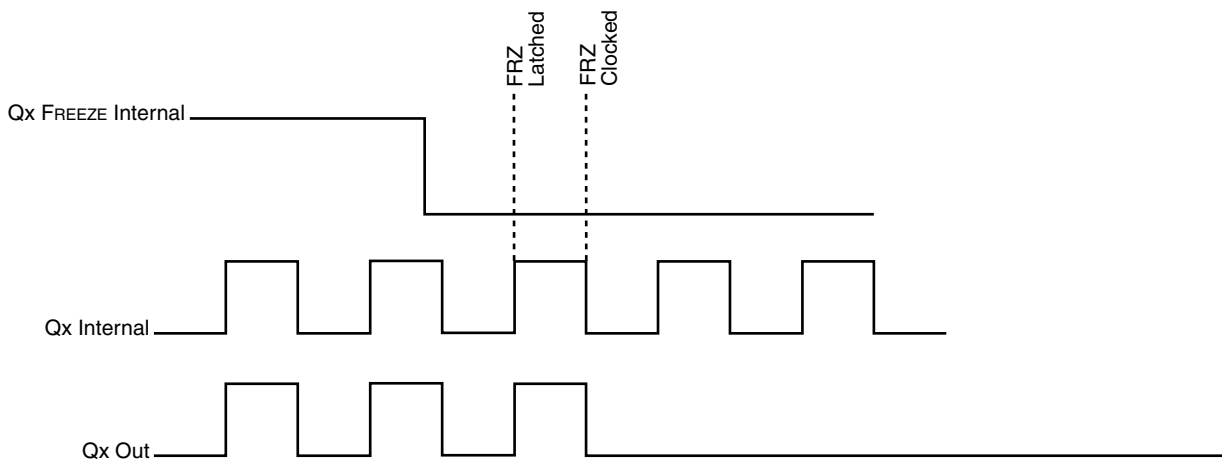 FRZ
Latched
FRZ
Clocked
Qx FREEZE Internal
Qx Internal
Qx Out